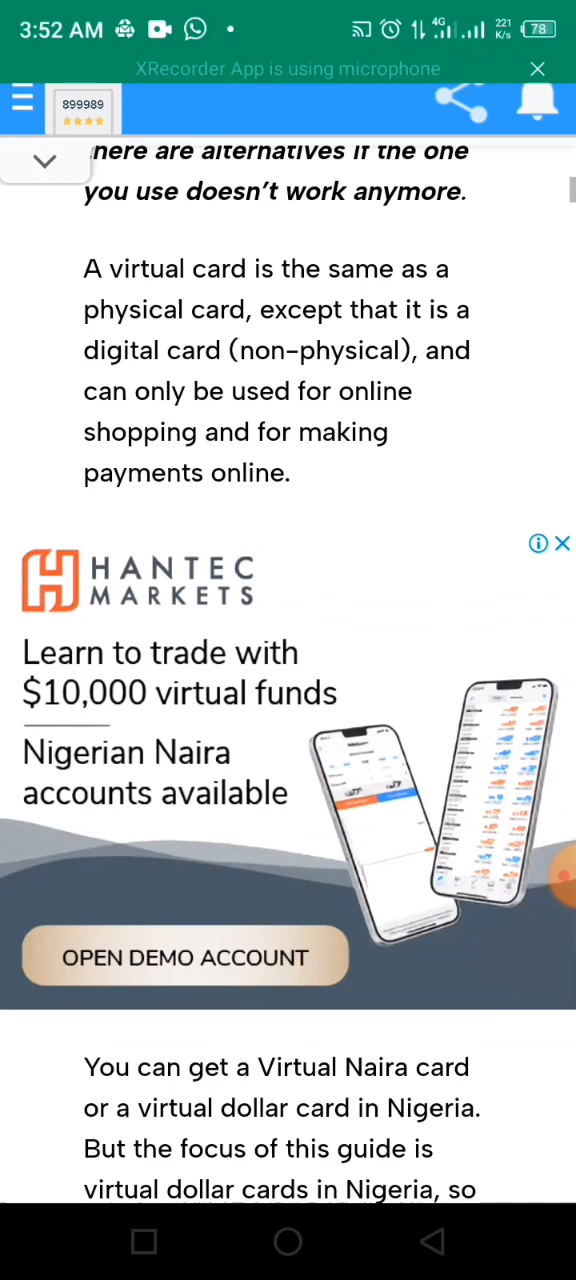 3:52 AM
4G
221
K/s
78
XRecorder App is using microphone
899989
there are alternatives if the one
you use doesn't work anymore.
A virtual card is the same as a
physical card, except that it is a
digital card (non-physical), and
can only be used for online
shopping and for making
payments online.
HANTEC
MARKETS
Learn to trade with
$10,000 virtual funds
Nigerian Naira
accounts available
OPEN DEMO ACCOUNT
You can get a Virtual Naira card
or a virtual dollar card in Nigeria.
But the focus of this guide is
virtual dollar cards in Nigeria, so